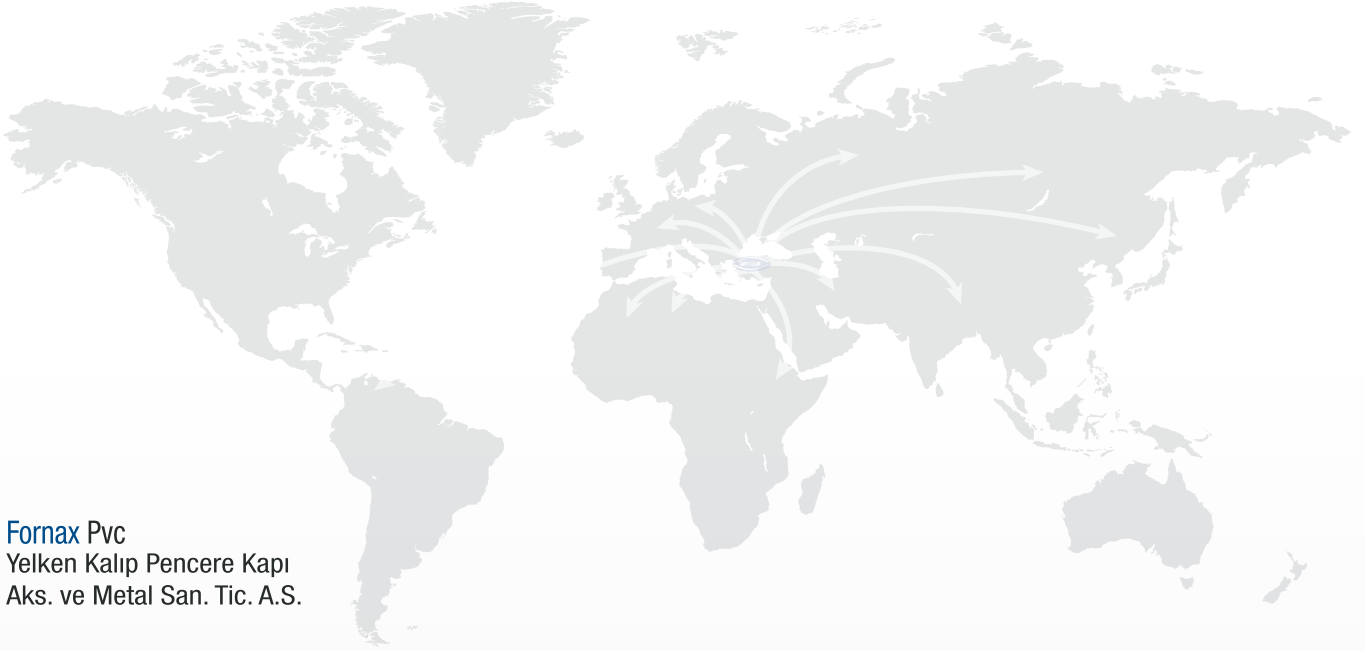 Fornax Pvc
Yelken Kalıp Pencere Kapı
Aks. ve Metal San. Tic. A.S.